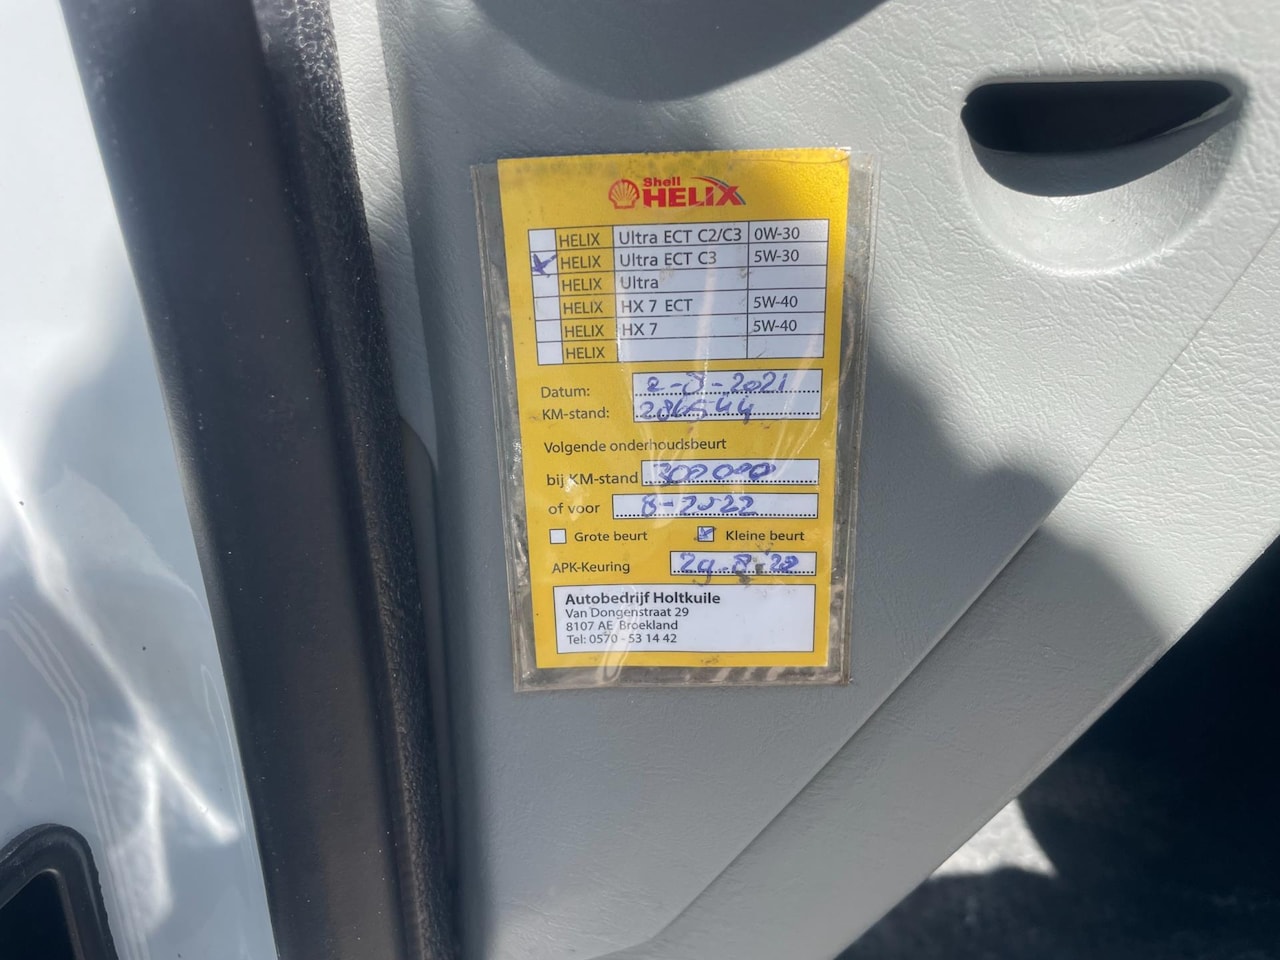 Shell
HELIX
HELIX Ultra ECT C2/C3 0W-30
HELIX Ultra ECT C3 5W-30
HELIX Ultra
HELIX HX 7 ECT 5W-40
HELIX HX 7 5W-40
HELIX
Datum: 2-8-2021
KM-stand: 286544
Volgende onderhoudsbeurt
bij KM-stand 300000
of voor 8-2022
Grote beurt Kleine beurt
APK-Keuring 29-8-22
Autobedrijf Holtkuile
Van Dongenstraat 29
8107 AE Broekland
Tel: 0570 - 53 14 42